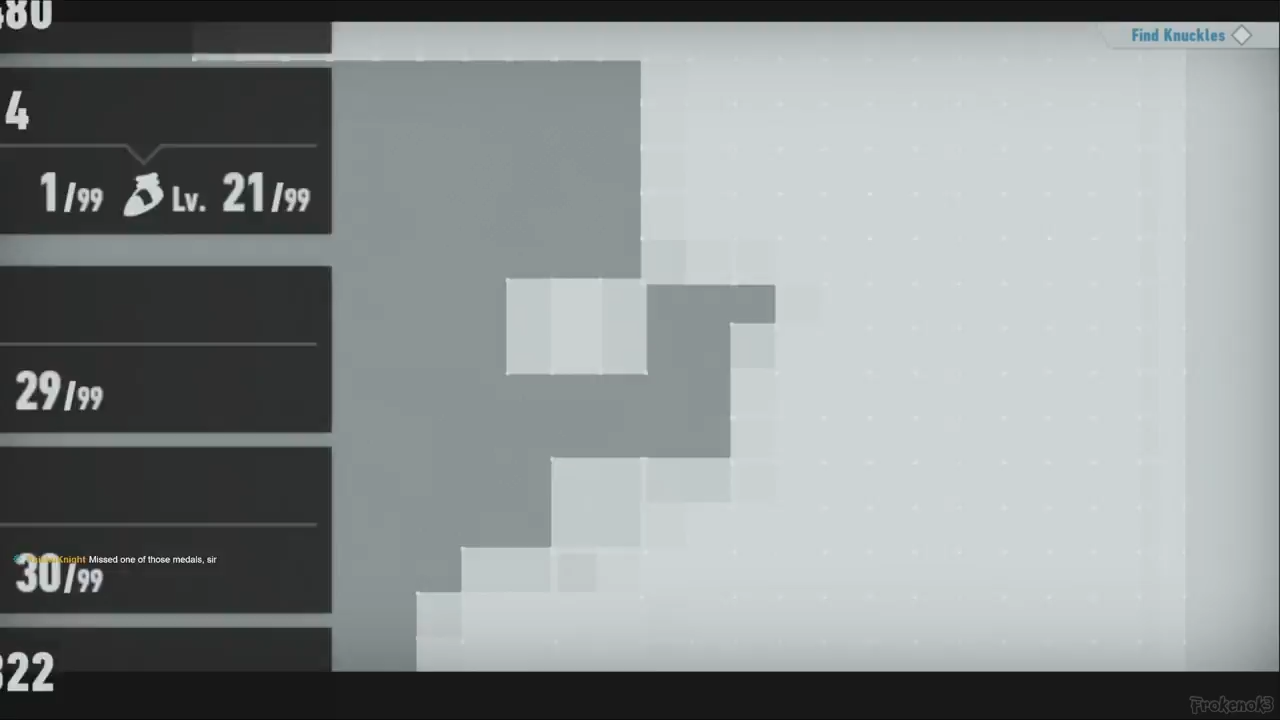 480
Find Knuckles
4
1/99 Lv. 21/99
29/99
Knight Missed one of those medals, sir
30/99
322
Frokenok3